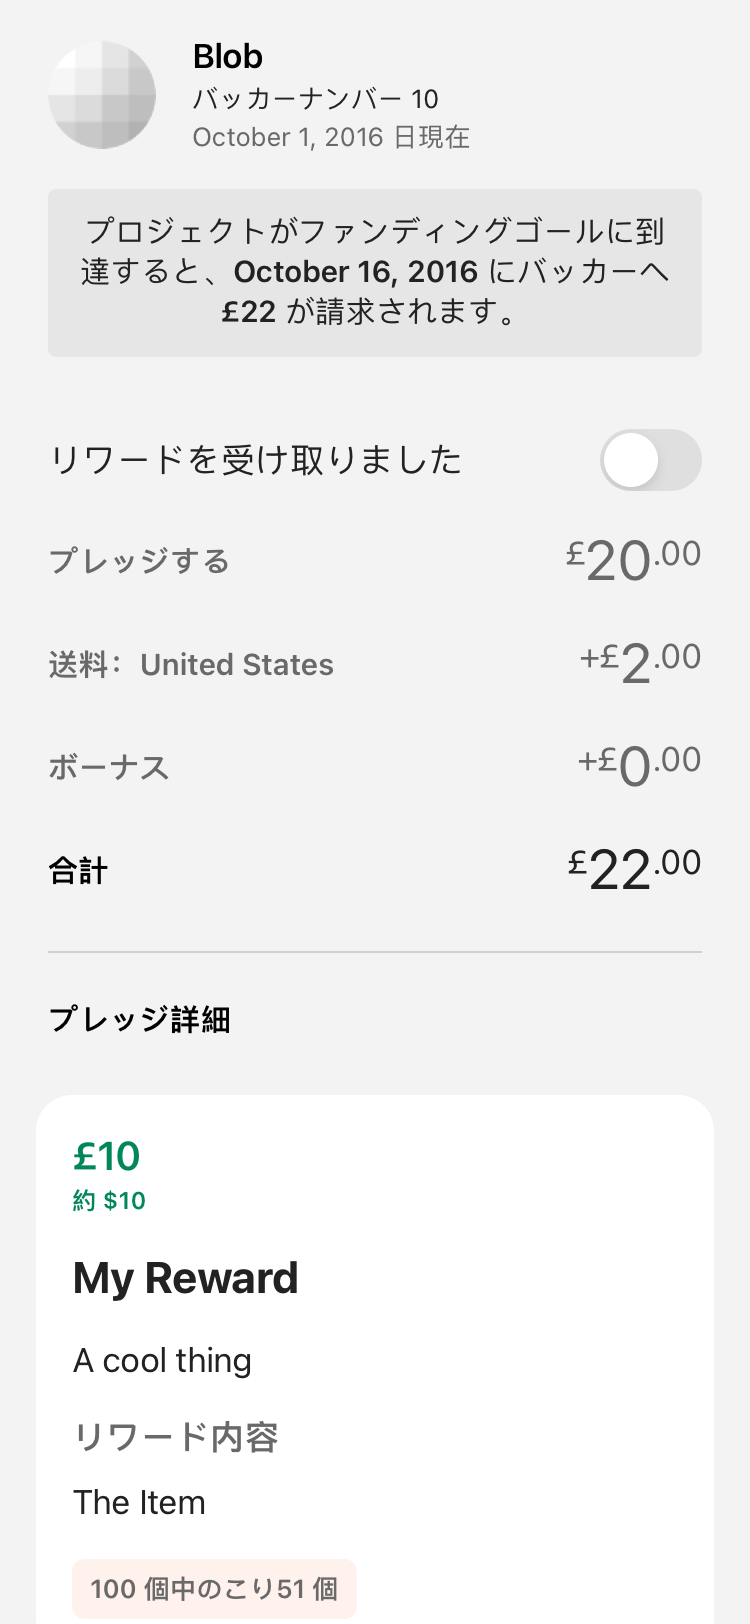 Blob
バッカーナンバー 10
October 1, 2016 日現在
プロジェクトがファンディングゴールに到
達すると、October 16, 2016 にバッカーへ
£22 が請求されます。
リワードを受け取りました
プレッジする £20.00
送料： United States +£2.00
ボーナス +£0.00
合計 £22.00
プレッジ詳細
£10
約 $10
My Reward
A cool thing
リワード内容
The Item
100 個中のこり51 個